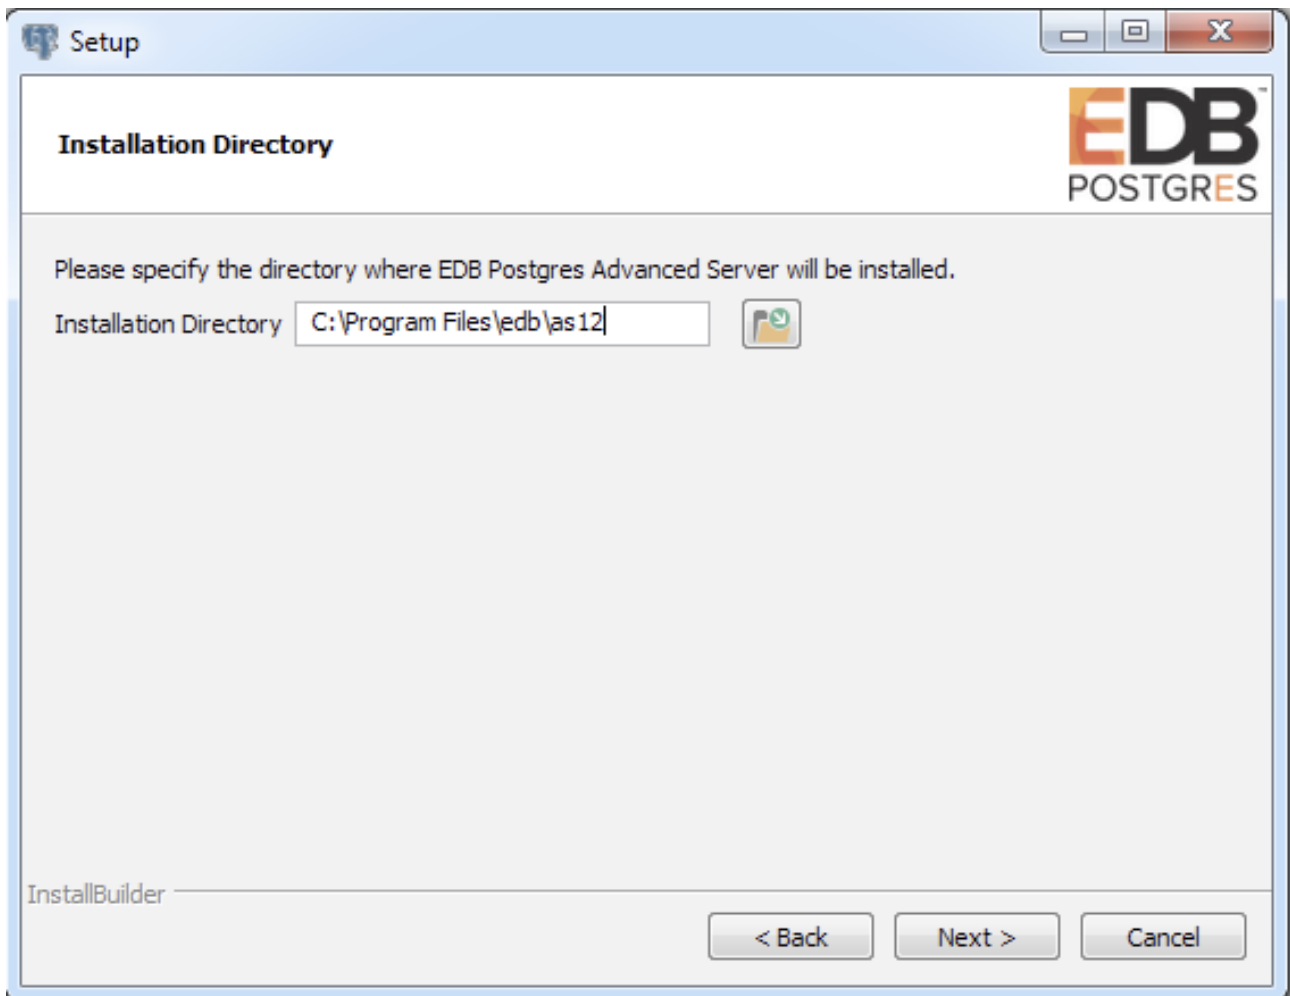 Setup
Installation Directory
EDB™
POSTGRES
Please specify the directory where EDB Postgres Advanced Server will be installed.
Installation Directory C:\Program Files\edb\as12
InstallBuilder
< Back Next > Cancel